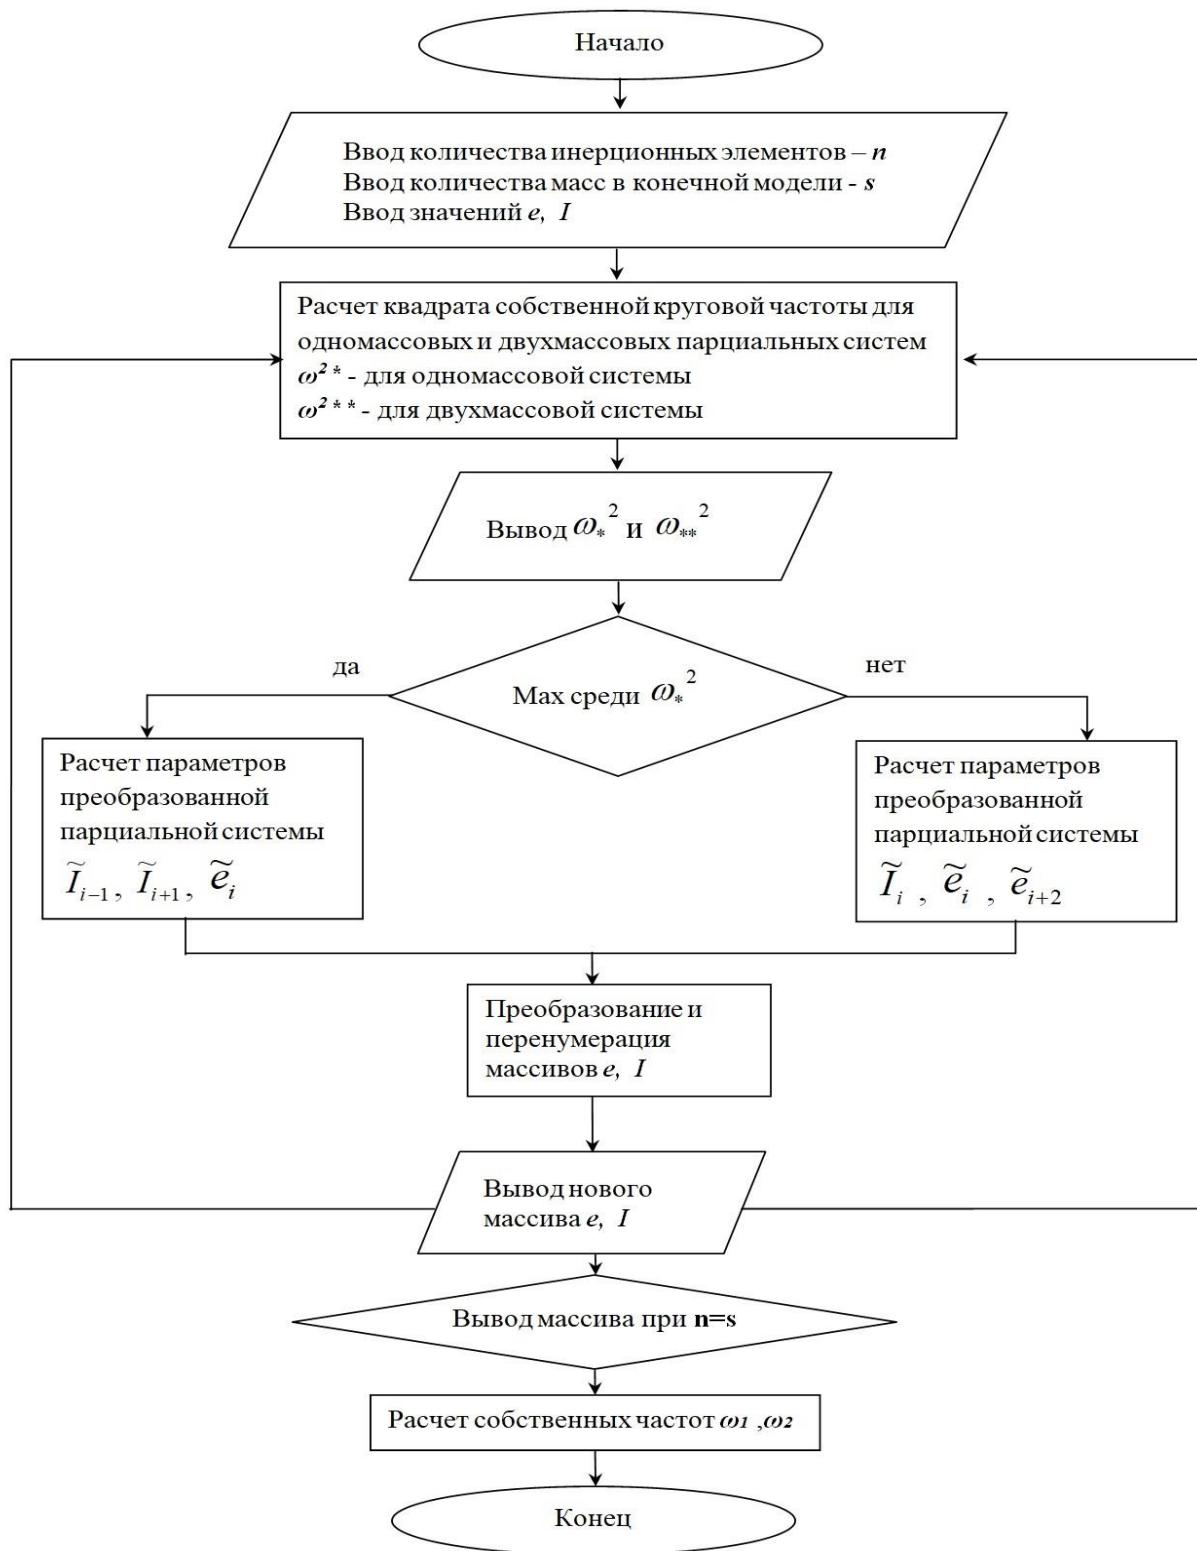 Начало
Ввод количества инерционных элементов – n
Ввод количества масс в конечной модели - s
Ввод значений e, I
Расчет квадрата собственной круговой частоты для
одномассовых и двухмассовых парциальных систем
ω² * - для одномассовой системы
ω² * * - для двухмассовой системы
Вывод ω*² и ω**²
Мах среди ω*²
да
нет
Расчет параметров
преобразованной
парциальной системы
Ĩᵢ₋₁, Ĩᵢ₊₁, ẽᵢ
Расчет параметров
преобразованной
парциальной системы
Ĩᵢ , ẽᵢ , ẽᵢ₊₂
Преобразование и
перенумерация
массивов e, I
Вывод нового
массива e, I
Вывод массива при n=s
Расчет собственных частот ω1 ,ω2
Конец